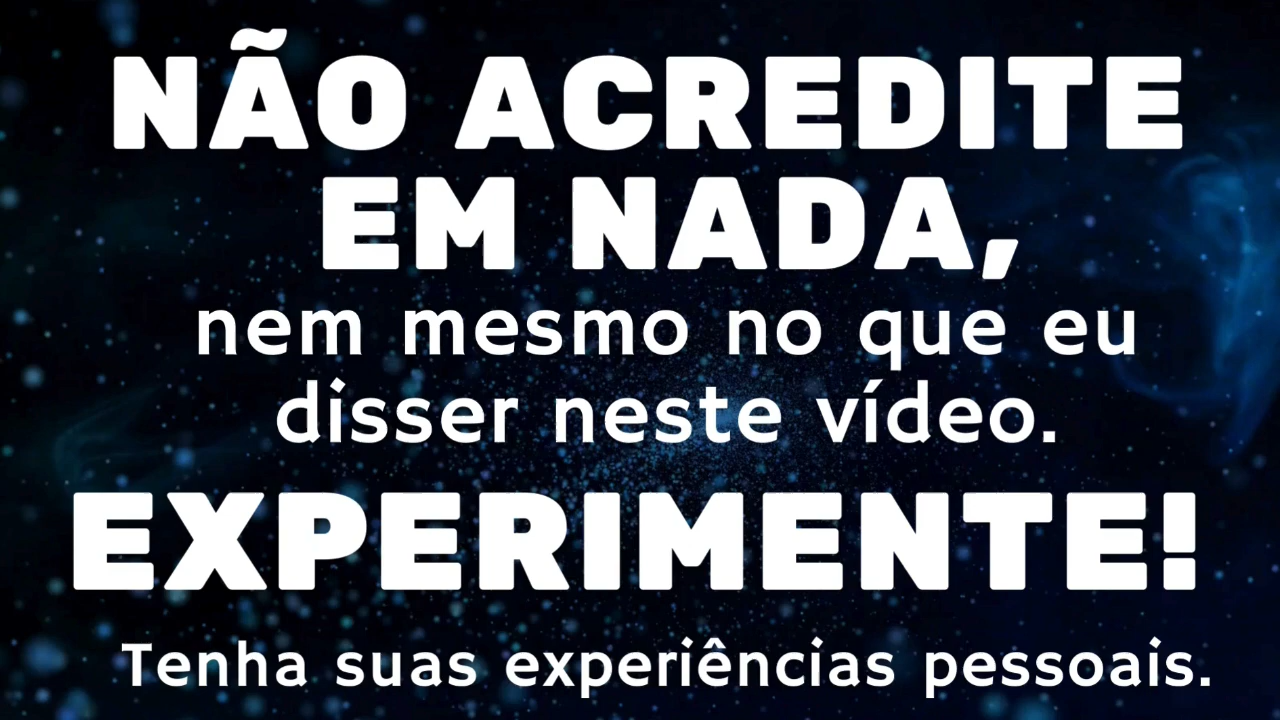 NÃO ACREDITE
EM NADA,
nem mesmo no que eu
disser neste vídeo.
EXPERIMENTE!
Tenha suas experiências pessoais.